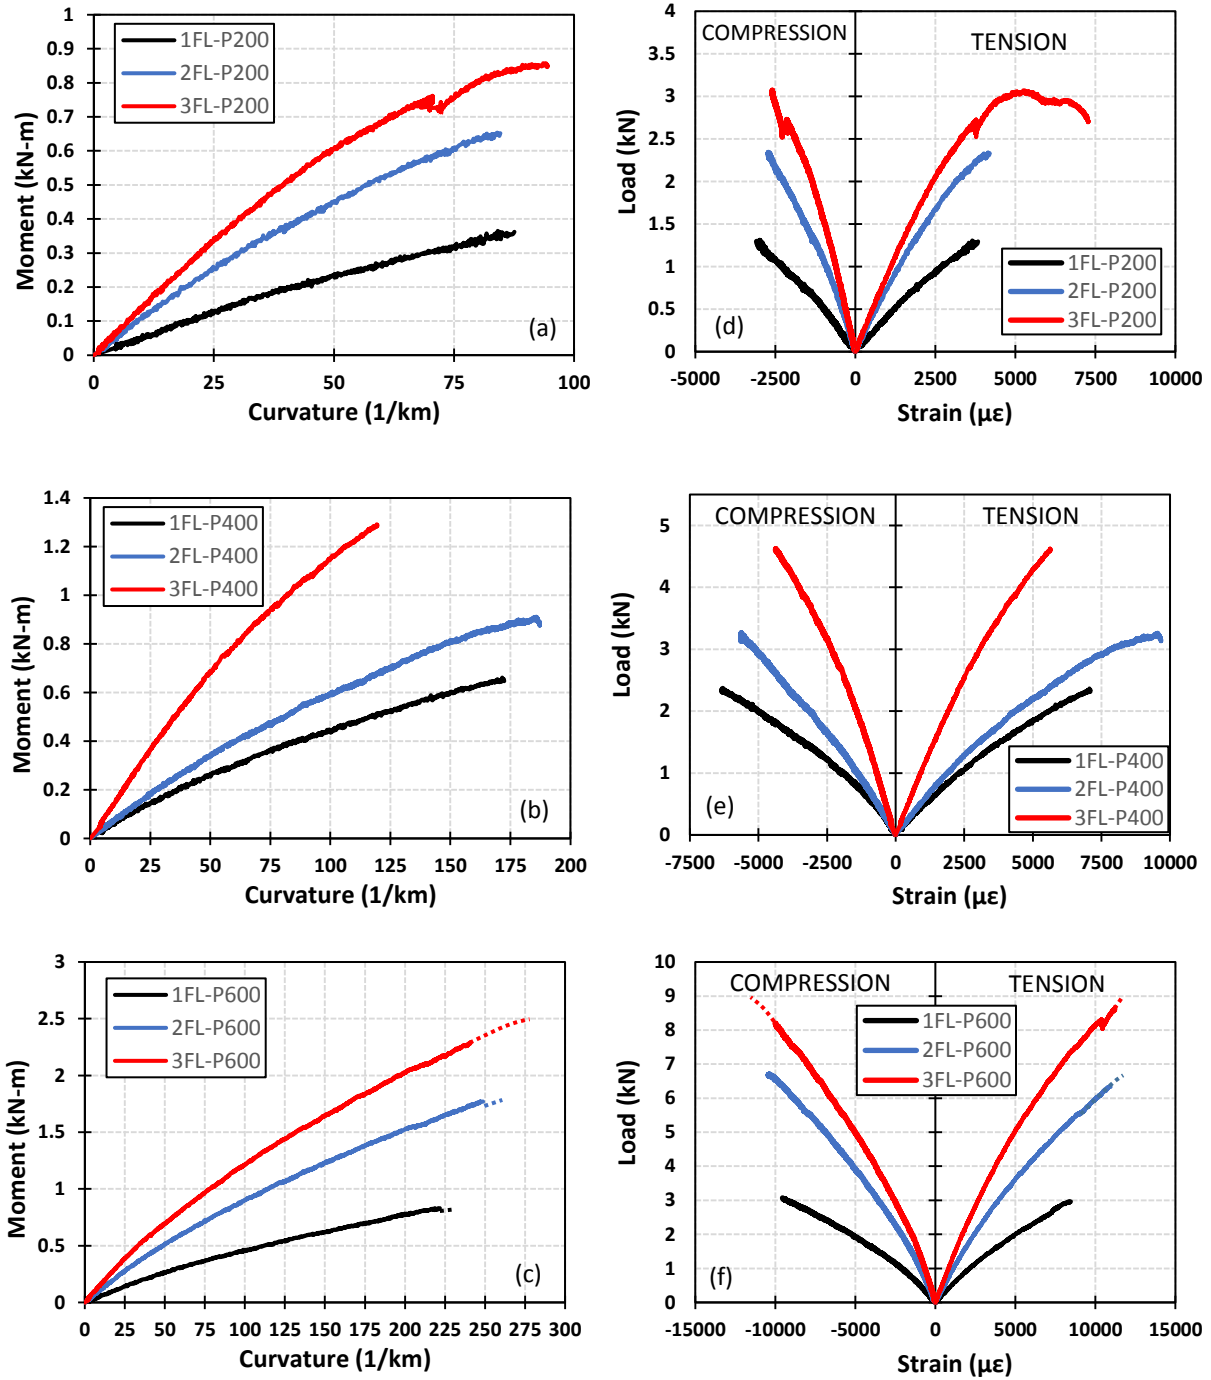 Moment (kN-m)
1
0.9
0.8
0.7
0.6
0.5
0.4
0.3
0.2
0.1
0
1FL-P200
2FL-P200
3FL-P200
(a)
0 25 50 75 100
Curvature (1/km)
Load (kN)
4
3.5
3
2.5
2
1.5
1
0.5
0
COMPRESSION
TENSION
1FL-P200
2FL-P200
3FL-P200
(d)
-5000 -2500 0 2500 5000 7500 10000
Strain (με)
Moment (kN-m)
1.4
1.2
1
0.8
0.6
0.4
0.2
0
1FL-P400
2FL-P400
3FL-P400
(b)
0 25 50 75 100 125 150 175 200
Curvature (1/km)
Load (kN)
5
4
3
2
1
0
COMPRESSION
TENSION
1FL-P400
2FL-P400
3FL-P400
(e)
-7500 -5000 -2500 0 2500 5000 7500 10000
Strain (με)
Moment (kN-m)
3
2.5
2
1.5
1
0.5
0
1FL-P600
2FL-P600
3FL-P600
(c)
0 25 50 75 100 125 150 175 200 225 250 275 300
Curvature (1/km)
Load (kN)
10
9
8
7
6
5
4
3
2
1
0
COMPRESSION
TENSION
1FL-P600
2FL-P600
3FL-P600
(f)
-15000 -10000 -5000 0 5000 10000 15000
Strain (με)